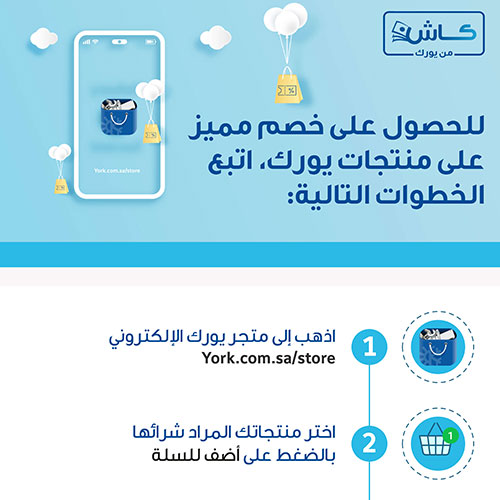 كاش
من يورك
York.com.sa/store
للحصول على خصم مميز
على منتجات يورك، اتبع
الخطوات التالية:
1
اذهب إلى متجر يورك الإلكتروني
York.com.sa/store
2
1
اختر منتجاتك المراد شرائها
بالضغط على أضف للسلة